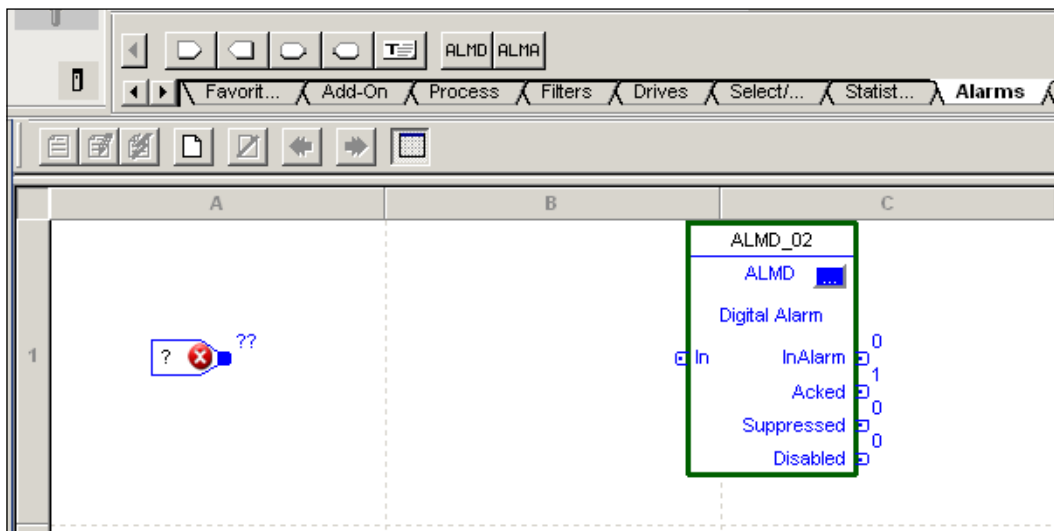 ALMD ALMA
Favorit... Add-On Process Filters Drives Select/... Statist... Alarms
A B C
ALMD_02
ALMD ...
Digital Alarm
1 ? ?? In InAlarm 0
Acked 1
Suppressed 0
Disabled 0